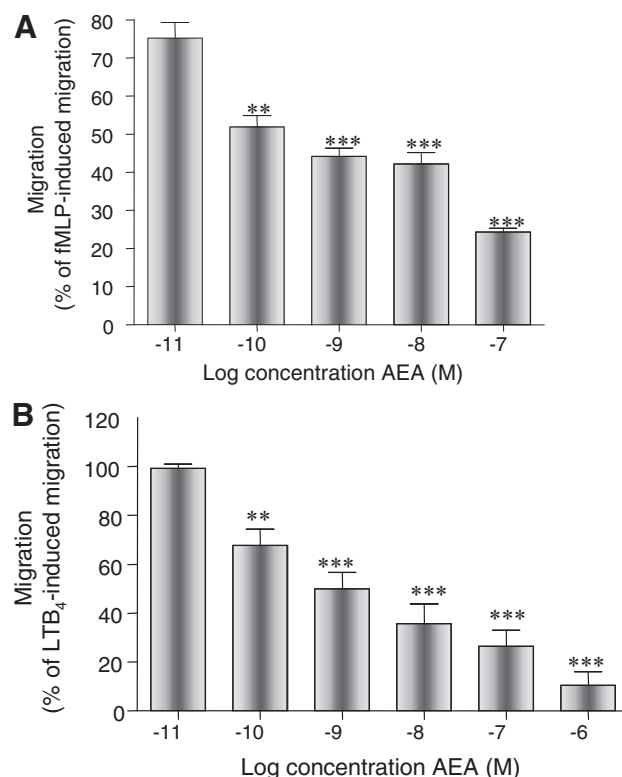 A
Migration
(% of fMLP-induced migration)
80
70
60
50
40
30
20
10
0
**
***
***
***
-11 -10 -9 -8 -7
Log concentration AEA (M)
B
Migration
(% of LTB₄-induced migration)
120
100
80
60
40
20
0
**
***
***
***
***
-11 -10 -9 -8 -7 -6
Log concentration AEA (M)